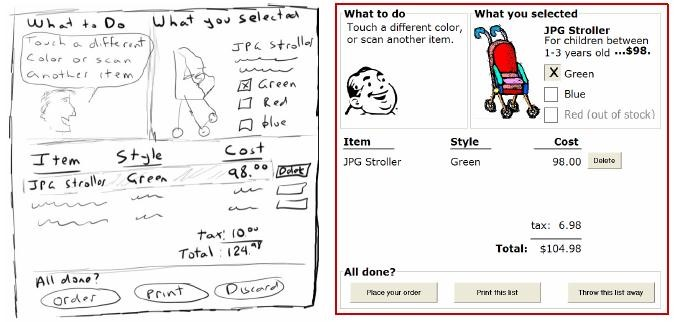 What to Do
What you selected
Touch a different
Color or scan
another item
JPG Stroller
Green
Red
blue
Item Style Cost
JPG Stroller Green 98.00 Delete
tax: 10.00
Total: 124.98
All done?
order print Discard
What to do
Touch a different color,
or scan another item.
What you selected
JPG Stroller
For children between
1-3 years old ...$98.
X Green
Blue
Red (out of stock)
Item Style Cost
JPG Stroller Green 98.00 Delete
tax: 6.98
Total: $104.98
All done?
Place your order Print this list Throw this list away